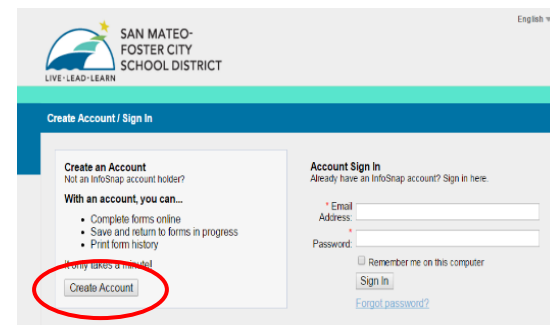 English
SAN MATEO-
FOSTER CITY
SCHOOL DISTRICT
LIVE-LEAD-LEARN
Create Account / Sign In
Create an Account
Not an InfoSnap account holder?
With an account, you can...
• Complete forms online
• Save and return to forms in progress
• Print form history
It only takes a minute!
Create Account
Account Sign In
Already have an InfoSnap account? Sign in here.
* Email
Address:
*
Password:
Remember me on this computer
Sign In
Forgot password?